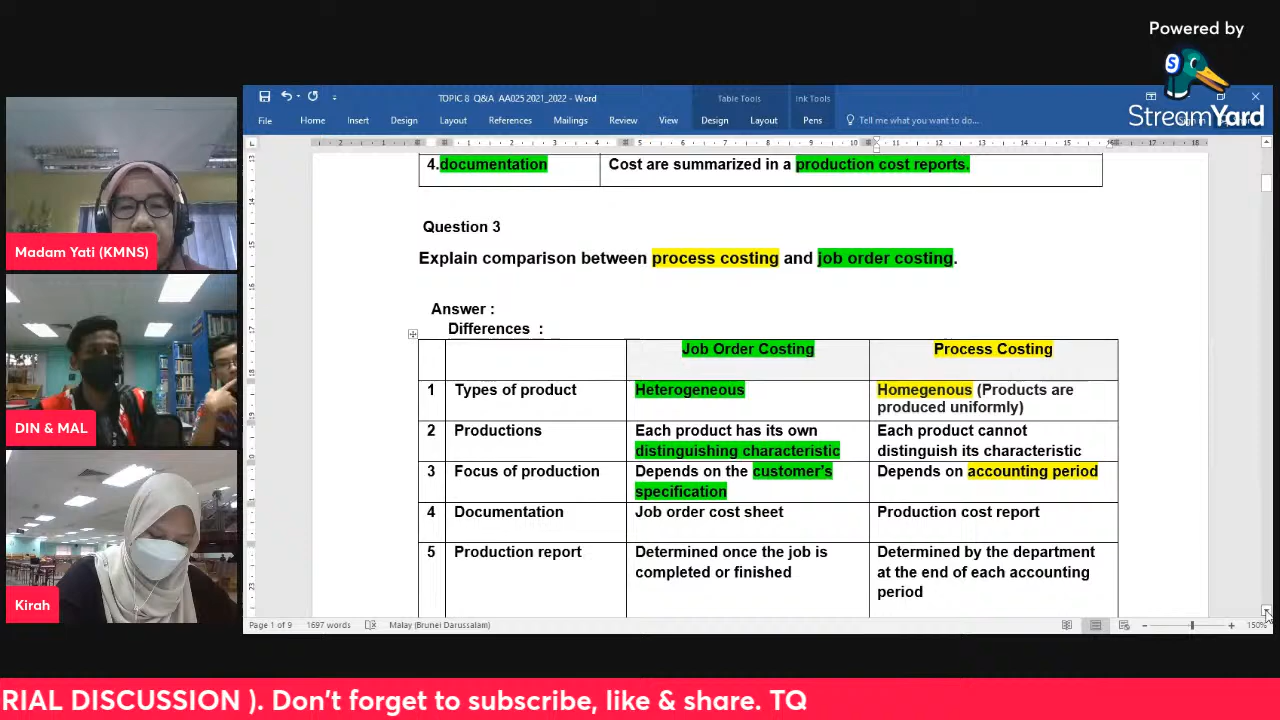 Powered by
StreamYard
TOPIC 8 Q&A AA025 2021_2022 - Word
Table Tools
Ink Tools
File
Home
Insert
Design
Layout
References
Mailings
Review
View
Design
Layout
Pens
Tell me what you want to do...
4.documentation
Cost are summarized in a production cost reports.
Question 3
Explain comparison between process costing and job order costing.
Answer :
Differences :
Job Order Costing
Process Costing
1
Types of product
Heterogeneous
Homegenous (Products are
produced uniformly)
2
Productions
Each product has its own
distinguishing characteristic
Each product cannot
distinguish its characteristic
3
Focus of production
Depends on the customer's
specification
Depends on accounting period
4
Documentation
Job order cost sheet
Production cost report
5
Production report
Determined once the job is
completed or finished
Determined by the department
at the end of each accounting
period
Page 1 of 9
1697 words
Malay (Brunei Darussalam)
150%
Madam Yati (KMNS)
DIN & MAL
Kirah
RIAL DISCUSSION ). Don't forget to subscribe, like & share. TQ